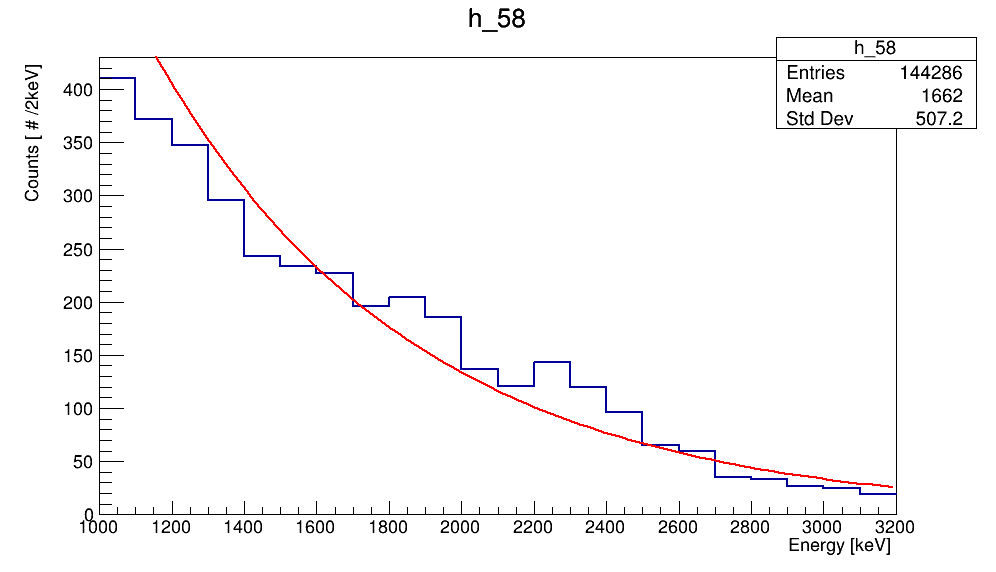 h_58
h_58
Entries 144286
Mean 1662
Std Dev 507.2
Counts [ # /2keV]
400
350
300
250
200
150
100
50
0
1000 1200 1400 1600 1800 2000 2200 2400 2600 2800 3000 3200
Energy [keV]